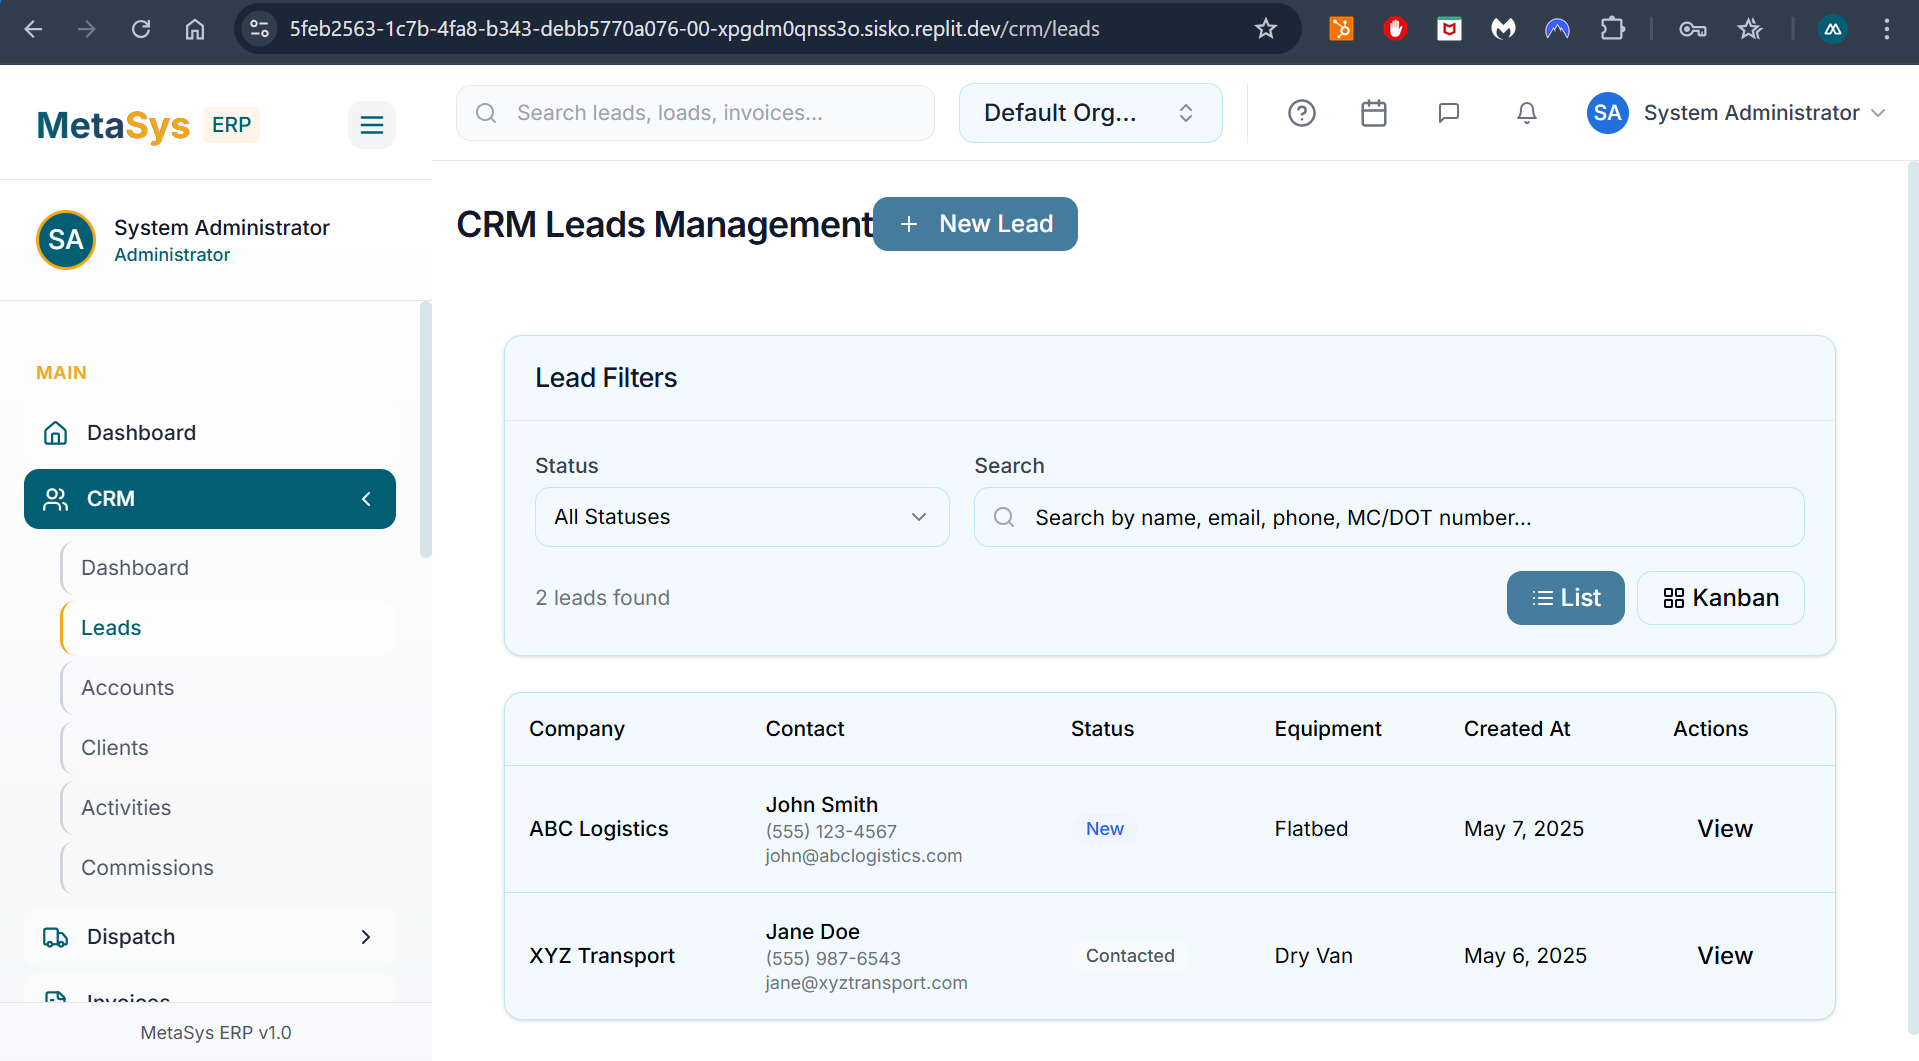 5feb2563-1c7b-4fa8-b343-debb5770a076-00-xpgdm0qnss3o.sisko.replit.dev/crm/leads
MetaSys ERP
Search leads, loads, invoices...
Default Org...
SA System Administrator
SA
System Administrator
Administrator
CRM Leads Management
+ New Lead
MAIN
Dashboard
CRM
Dashboard
Leads
Accounts
Clients
Activities
Commissions
Dispatch
Invoices
MetaSys ERP v1.0
Lead Filters
Status
Search
All Statuses
Search by name, email, phone, MC/DOT number...
2 leads found
List
Kanban
Company Contact Status Equipment Created At Actions
John Smith
ABC Logistics (555) 123-4567 New Flatbed May 7, 2025 View
john@abclogistics.com
Jane Doe
XYZ Transport (555) 987-6543 Contacted Dry Van May 6, 2025 View
jane@xyztransport.com